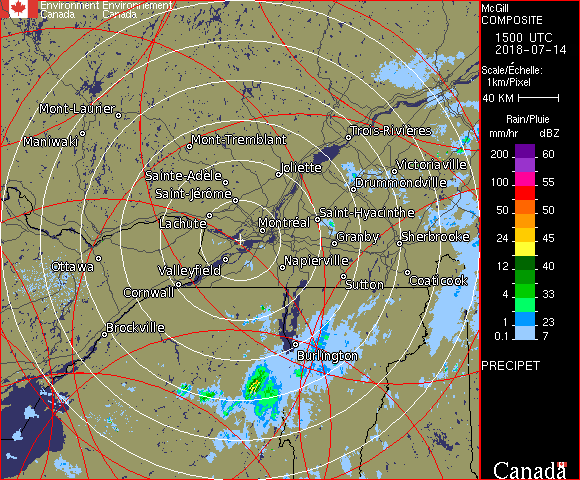 Environment Environnement
Canada Canada
McGill
COMPOSITE
1500 UTC
2018-07-14
Scale/Échelle:
1km/Pixel
40 KM
Rain/Pluie
mm/hr dBZ
200 60
100 55
50 50
24 45
12 40
4 33
1 23
0.1 7
PRECIPET
Canada
Mont-Laurier
Maniwaki
Mont-Tremblant
Trois-Rivières
Joliette
Victoriaville
Sainte-Adèle
Drummondville
Saint-Jérôme
Lachute
Saint-Hyacinthe
Montréal
Granby
Sherbrooke
Ottawa
Valleyfield
Napierville
Cornwall
Sutton
Coaticook
Brockville
Burlington